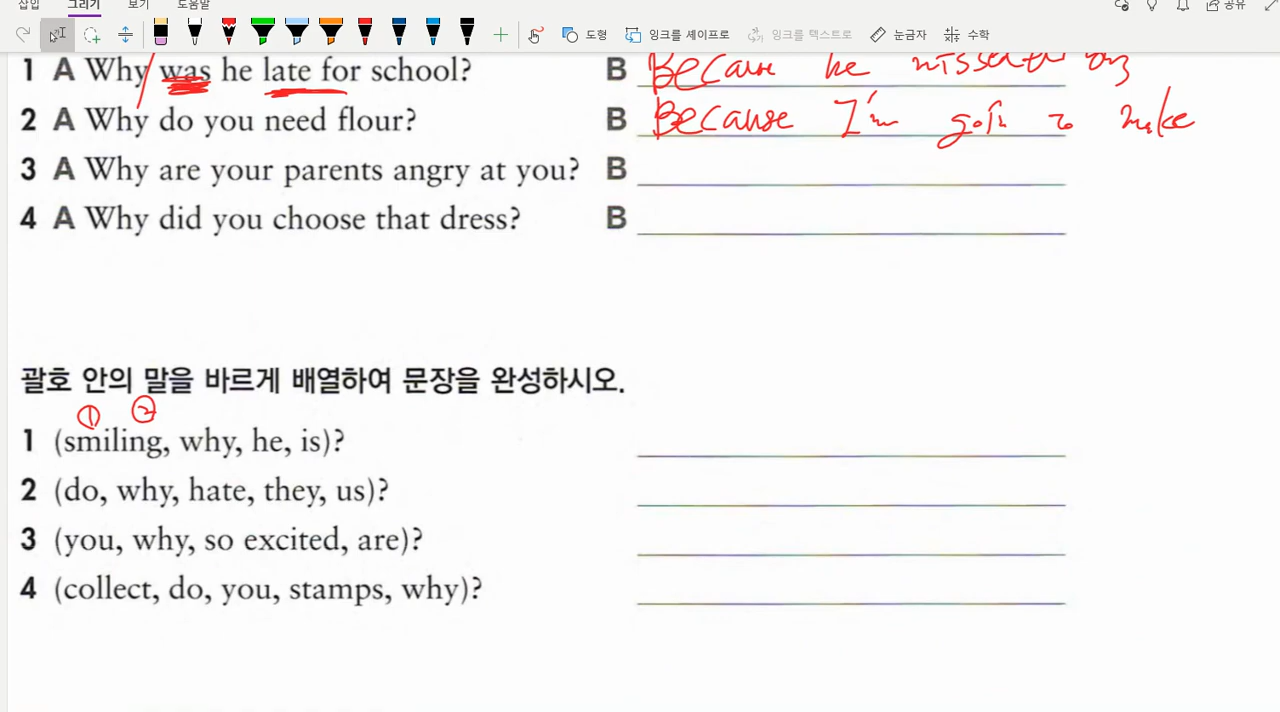 삽입 그리기 보기 도움말 공유
도형 잉크를 셰이프로 잉크를 텍스트로 눈금자 수학
1 A Why was he late for school? B Because he
2 A Why do you need flour? B Because I'm make
3 A Why are your parents angry at you? B
4 A Why did you choose that dress? B
괄호 안의 말을 바르게 배열하여 문장을 완성하시오.
① ②
1 (smiling, why, he, is)?
2 (do, why, hate, they, us)?
3 (you, why, so excited, are)?
4 (collect, do, you, stamps, why)?